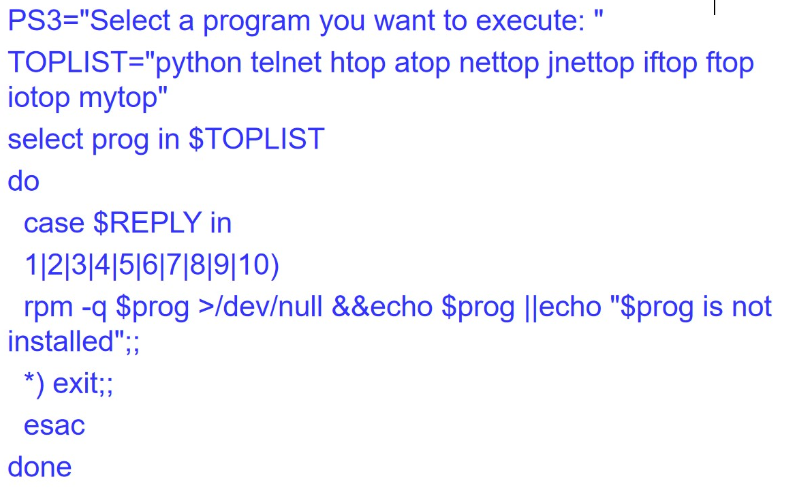 PS3="Select a program you want to execute: "
TOPLIST="python telnet htop atop nettop jnettop iftop ftop
iotop mytop"
select prog in $TOPLIST
do
case $REPLY in
1|2|3|4|5|6|7|8|9|10)
rpm -q $prog >/dev/null &&echo $prog ||echo "$prog is not
installed";;
*) exit;;
esac
done